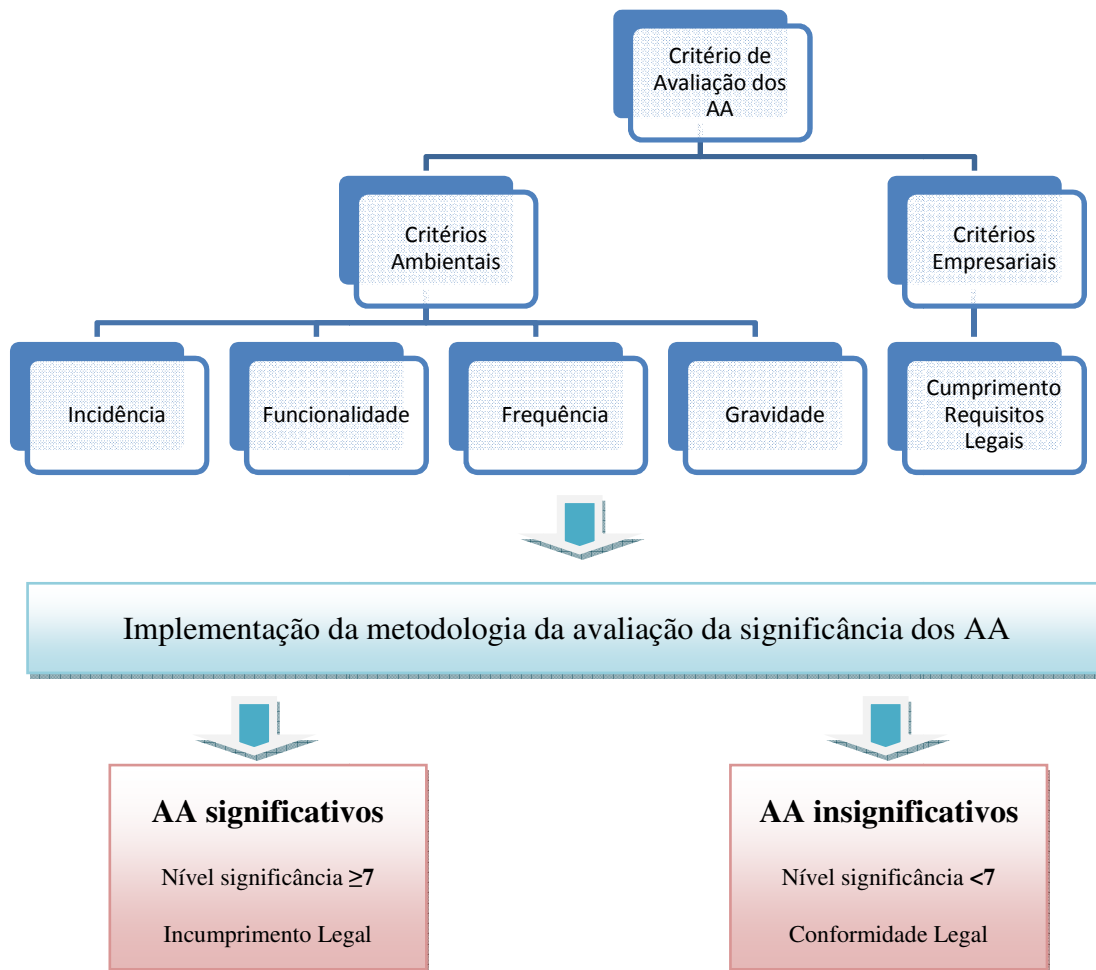 Critério de
Avaliação dos
AA
Critérios
Ambientais
Critérios
Empresariais
Incidência
Funcionalidade
Frequência
Gravidade
Cumprimento
Requisitos
Legais
Implementação da metodologia da avaliação da significância dos AA
AA significativos
Nível significância ≥7
Incumprimento Legal
AA insignificativos
Nível significância <7
Conformidade Legal